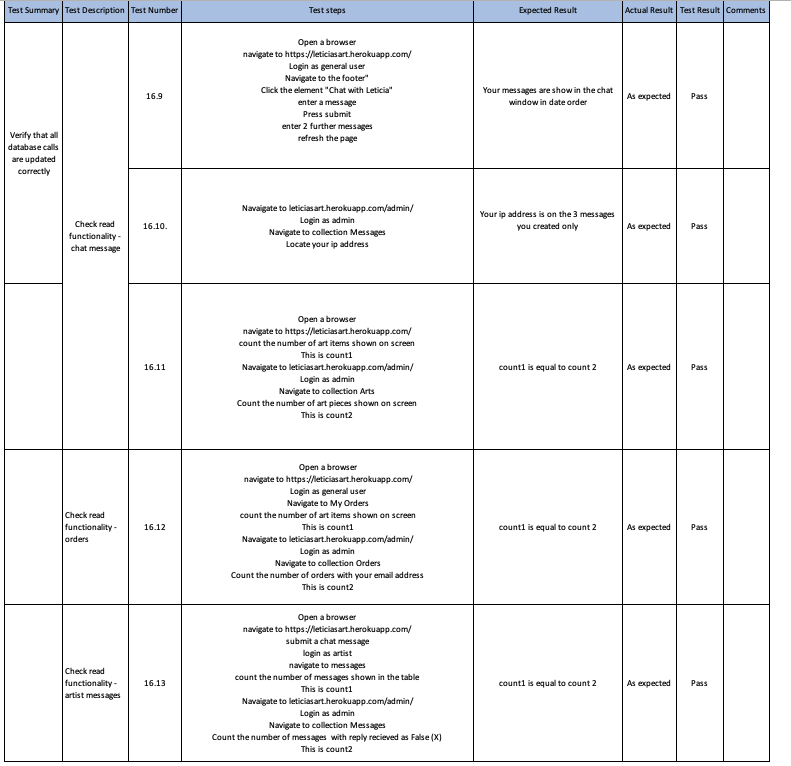 Test Summary Test Description Test Number Test steps Expected Result Actual Result Test Result Comments
Verify that all
database calls
are updated
correctly
Check read
functionality -
chat message
16.9
Open a browser
navigate to https://leticiasart.herokuapp.com/
Login as general user
Navigate to the footer"
Click the element "Chat with Leticia"
enter a message
Press submit
enter 2 further messages
refresh the page
Your messages are show in the chat
window in date order
As expected
Pass
16.10.
Navaigate to leticiasart.herokuapp.com/admin/
Login as admin
Navigate to collection Messages
Locate your ip address
Your ip address is on the 3 messages
you created only
As expected
Pass
16.11
Open a browser
navigate to https://leticiasart.herokuapp.com/
count the number of art items shown on screen
This is count1
Navaigate to leticiasart.herokuapp.com/admin/
Login as admin
Navigate to collection Arts
Count the number of art pieces shown on screen
This is count2
count1 is equal to count 2
As expected
Pass
Check read
functionality -
orders
16.12
Open a browser
navigate to https://leticiasart.herokuapp.com/
Login as general user
Navigate to My Orders
count the number of art items shown on screen
This is count1
Navaigate to leticiasart.herokuapp.com/admin/
Login as admin
Navigate to collection Orders
Count the number of orders with your email address
This is count2
count1 is equal to count 2
As expected
Pass
Check read
functionality -
artist messages
16.13
Open a browser
navigate to https://leticiasart.herokuapp.com/
submit a chat message
login as artist
navigate to messages
count the number of messages shown in the table
This is count1
Navaigate to leticiasart.herokuapp.com/admin/
Login as admin
Navigate to collection Messages
Count the number of messages with reply recieved as False (X)
This is count2
count1 is equal to count 2
As expected
Pass